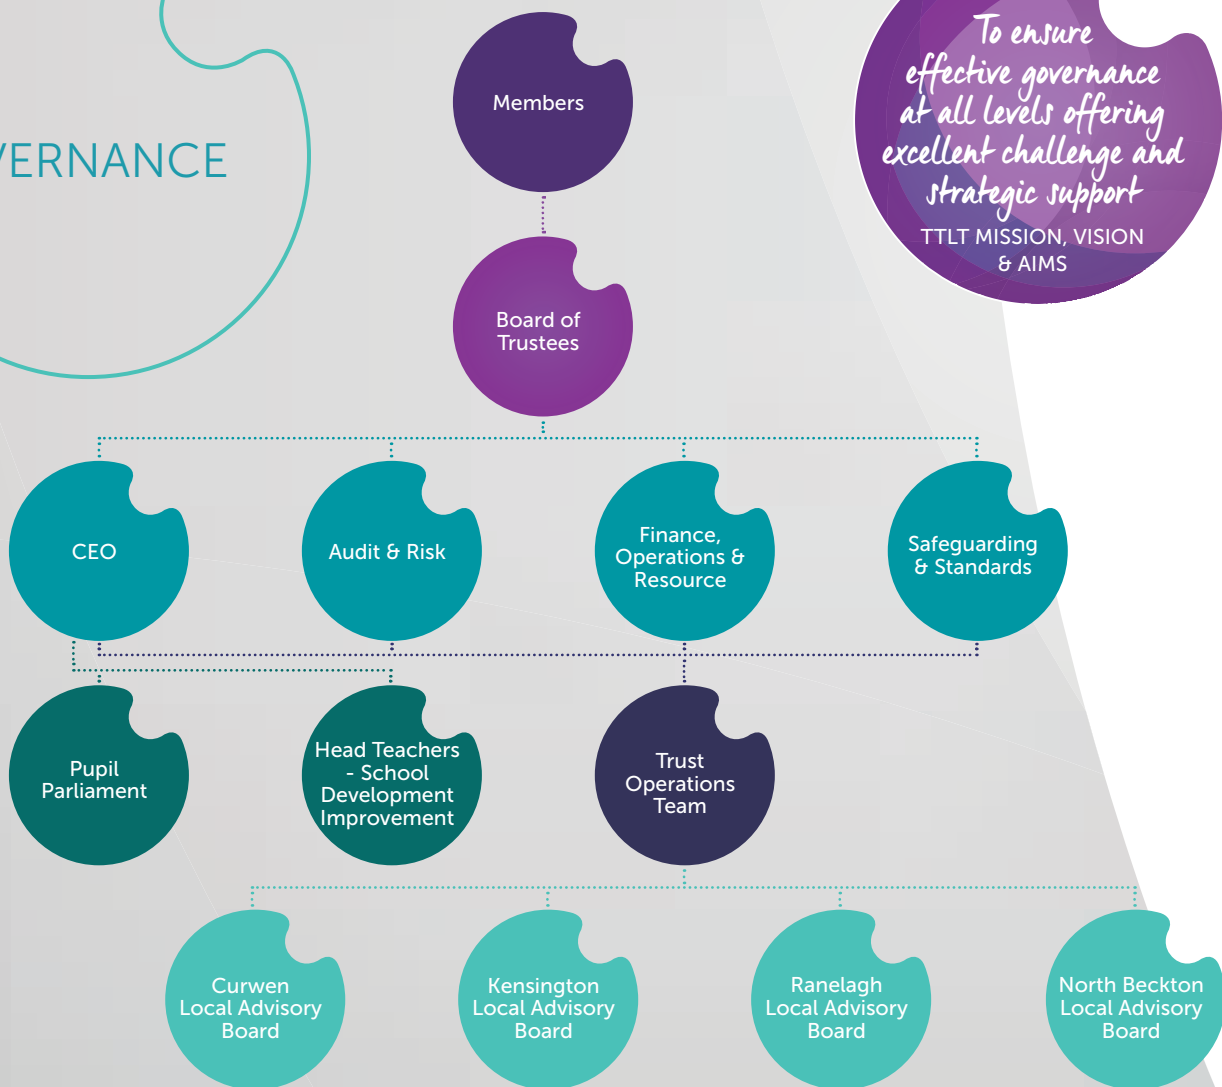 VERNANCE
Members
To ensure
effective governance
at all levels offering
excellent challenge and
strategic support
TTLT MISSION, VISION
& AIMS
Board of
Trustees
CEO
Audit & Risk
Finance,
Operations &
Resource
Safeguarding
& Standards
Pupil
Parliament
Head Teachers
- School
Development
Improvement
Trust
Operations
Team
Curwen
Local Advisory
Board
Kensington
Local Advisory
Board
Ranelagh
Local Advisory
Board
North Beckton
Local Advisory
Board